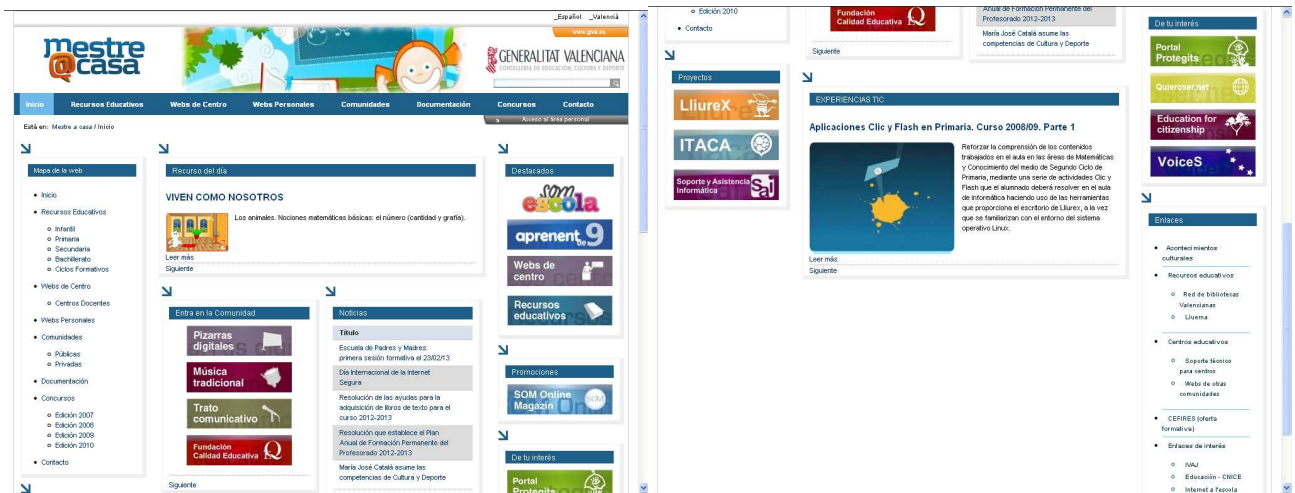 _Español _Valencià
www.gva.es
mestre
@casa
GENERALITAT VALENCIANA
CONSELLERIA DE EDUCACIÓN, CULTURA Y DEPORTE
Inicio Recursos Educativos Webs de Centro Webs Personales Comunidades Documentación Concursos Contacto
Acceso al área personal
Está en: Mestre a casa / Inicio
Mapa de la web
Inicio
Recursos Educativos
Infantil
Primaria
Secundaria
Bachillerato
Ciclos Formativos
Webs de Centro
Centros Docentes
Webs Personales
Comunidades
Públicas
Privadas
Documentación
Concursos
Edición 2007
Edición 2008
Edición 2009
Edición 2010
Contacto
Recurso del día
VIVEN COMO NOSOTROS
Los animales. Nociones matemáticas básicas: el número (cantidad y grafía).
Leer más
Siguiente
Entra en la Comunidad
Pizarras
digitales
Música
tradicional
Trato
comunicativo
Fundación
Calidad Educativa
Siguiente
Noticias
Título
Escuela de Padres y Madres:
primera sesión formativa el 23/02/13
Día Internacional de la Internet
Segura
Resolución de las ayudas para la
adquisición de libros de texto para el
curso 2012-2013
Resolución que establece el Plan
Anual de Formación Permanente del
Profesorado 2012-2013
María José Catalá asume las
competencias de Cultura y Deporte
Destacados
som
escola
aprenent de 9
Webs de
centro
Recursos
educativos
Promociones
SOM Online
Magazín
De tu interés
Portal
Protegits
Edición 2010
Contacto
Proyectos
LliureX
ITACA
Soporte y Asistencia
Informática
Sai
Fundación
Calidad Educativa
Siguiente
Anual de Formación Permanente del
Profesorado 2012-2013
María José Catalá asume las
competencias de Cultura y Deporte
EXPERIENCIAS TIC
Aplicaciones Clic y Flash en Primaria. Curso 2008/09. Parte 1
Reforzar la comprensión de los contenidos
trabajados en el aula en las áreas de Matemáticas
y Conocimiento del medio de Segundo Ciclo de
Primaria, mediante una serie de actividades Clic y
Flash que el alumnado deberá resolver en el aula
de informática haciendo uso de las herramientas
que proporciona el escritorio de Lliurex, a la vez
que se familiarizan con el entorno del sistema
operativo Linux.
Leer más
Siguiente
De tu interés
Portal
Protegits
Quieroser.net
Education for
citizenship
VoiceS
Enlaces
Acontecimientos
culturales
Recursos educativos
Red de bibliotecas
Valencianas
Lluerna
Centros educativos
Soporte técnico
para centros
Webs de otras
comunidades
CEFIRES (oferta
formativa)
Enlaces de interés
IVAJ
Educación - CNICE
Internet a l'escola